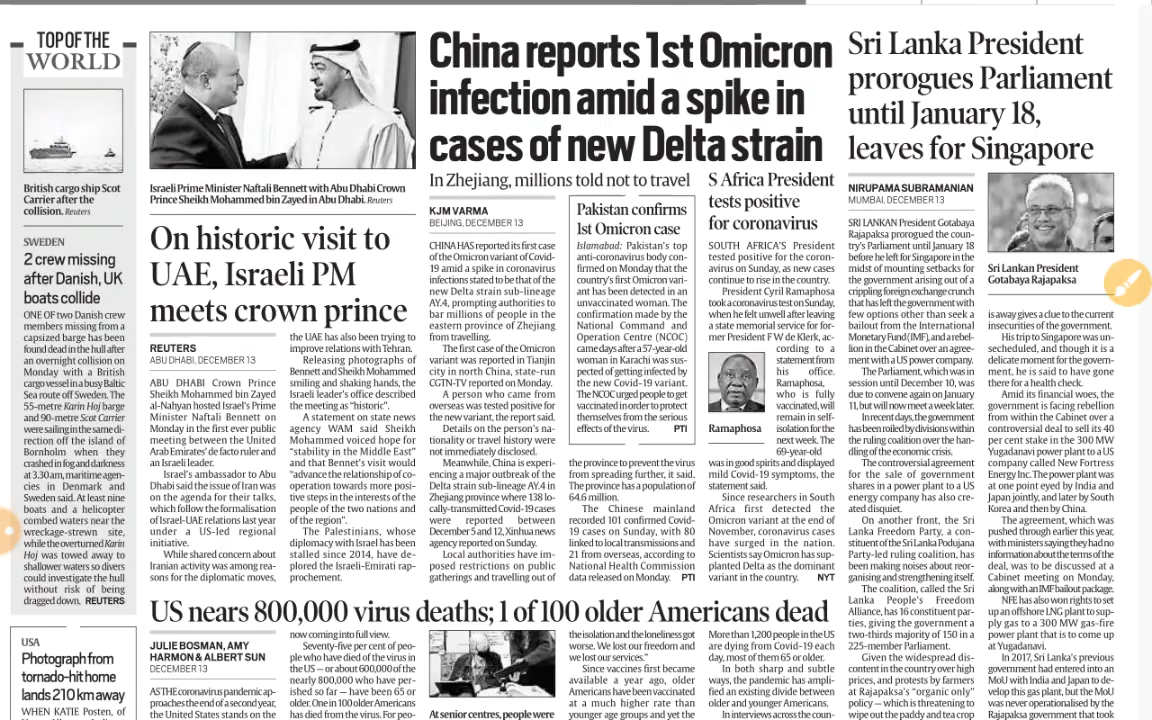 TOP OF THE
WORLD
British cargo ship Scot
Carrier after the
collision. Reuters
SWEDEN
2 crew missing
after Danish, UK
boats collide
ONE OF two Danish crew
members missing from a
capsized barge has been
found dead in the hull after
an overnight collision on
Monday with a British
cargo vessel in a busy Baltic
Sea route off Sweden. The
55-metre Karin Hoj barge
and 90-metre Scot Carrier
were sailing in the same di-
rection off the island of
Bornholm when they
crashed in fog and darkness
at 3.30 am, maritime agen-
cies in Denmark and
Sweden said. At least nine
boats and a helicopter
combed waters near the
wreckage-strewn site,
while the overturned Karin
Hoj was towed away to
shallower waters so divers
could investigate the hull
without risk of being
dragged down. REUTERS
USA
Photograph from
tornado-hit home
lands 210 km away
WHEN KATIE Posten, of
Israeli Prime Minister Naftali Bennett with Abu Dhabi Crown
Prince Sheikh Mohammed bin Zayed in Abu Dhabi. Reuters
On historic visit to
UAE, Israeli PM
meets crown prince
REUTERS
ABU DHABI, DECEMBER 13
ABU DHABI Crown Prince
Sheikh Mohammed bin Zayed
al-Nahyan hosted Israel's Prime
Minister Naftali Bennett on
Monday in the first ever public
meeting between the United
Arab Emirates' de facto ruler and
an Israeli leader.
Israel's ambassador to Abu
Dhabi said the issue of Iran was
on the agenda for their talks,
which follow the formalisation
of Israel-UAE relations last year
under a US-led regional
initiative.
While shared concern about
Iranian activity was among rea-
sons for the diplomatic moves,
the UAE has also been trying to
improve relations with Tehran.
Releasing photographs of
Bennett and Sheikh Mohammed
smiling and shaking hands, the
Israeli leader's office described
the meeting as "historic".
A statement on state news
agency WAM said Sheikh
Mohammed voiced hope for
"stability in the Middle East"
and that Bennet's visit would
"advance the relationship of co-
operation towards more posi-
tive steps in the interests of the
people of the two nations and
of the region".
The Palestinians, whose
diplomacy with Israel has been
stalled since 2014, have de-
plored the Israeli-Emirati rap-
prochement.
China reports 1st Omicron
infection amid a spike in
cases of new Delta strain
In Zhejiang, millions told not to travel
KJM VARMA
BEIJING, DECEMBER 13
CHINA HAS reported its first case
of the Omicron variant of Covid-
19 amid a spike in coronavirus
infections stated to be that of the
new Delta strain sub-lineage
AY.4, prompting authorities to
bar millions of people in the
eastern province of Zhejiang
from travelling.
The first case of the Omicron
variant was reported in Tianjin
city in north China, state-run
CGTN-TV reported on Monday.
A person who came from
overseas was tested positive for
the new variant, the report said.
Details on the person's na-
tionality or travel history were
not immediately disclosed.
Meanwhile, China is experi-
encing a major outbreak of the
Delta strain sub-lineage AY.4 in
Zhejiang province where 138 lo-
cally-transmitted Covid-19 cases
were reported between
December 5 and 12, Xinhua news
agency reported on Sunday.
Local authorities have im-
posed restrictions on public
gatherings and travelling out of
Pakistan confirms
1st Omicron case
Islamabad: Pakistan's top
anti-coronavirus body con-
firmed on Monday that the
country's first Omicron vari-
ant has been detected in an
unvaccinated woman. The
confirmation made by the
National Command and
Operation Centre (NCOC)
came days after a 57-year-old
woman in Karachi was sus-
pected of getting infected by
the new Covid-19 variant.
The NCOC urged people to get
vaccinated in order to protect
themselves from the serious
effects of the virus. PTI
the province to prevent the virus
from spreading further, it said.
The province has a population of
64.6 million.
The Chinese mainland
recorded 101 confirmed Covid-
19 cases on Sunday, with 80
linked to local transmissions and
21 from overseas, according to
National Health Commission
data released on Monday. PTI
S Africa President
tests positive
for coronavirus
SOUTH AFRICA'S President
tested positive for the coron-
avirus on Sunday, as new cases
continue to rise in the country.
President Cyril Ramaphosa
took a coronavirus test on Sunday,
when he felt unwell after leaving
a state memorial service for for-
mer President F W de Klerk, ac-
cording to a
statement from
his office.
Ramaphosa,
who is fully
vaccinated, will
remain in self-
isolation for the
next week. The
69-year-old
Ramaphosa
was in good spirits and displayed
mild Covid-19 symptoms, the
statement said.
Since researchers in South
Africa first detected the
Omicron variant at the end of
November, coronavirus cases
have surged in the nation.
Scientists say Omicron has sup-
planted Delta as the dominant
variant in the country. NYT
Sri Lanka President
prorogues Parliament
until January 18,
leaves for Singapore
NIRUPAMA SUBRAMANIAN
MUMBAI, DECEMBER 13
SRI LANKAN President Gotabaya
Rajapaksa prorogued the coun-
try's Parliament until January 18
before he left for Singapore in the
midst of mounting setbacks for
the government arising out of a
crippling foreign exchange crunch
that has left the government with
few options other than seek a
bailout from the International
Monetary Fund (IMF), and a rebel-
lion in the Cabinet over an agree-
ment with a US power company.
The Parliament, which was in
session until December 10, was
due to convene again on January
11, but will now meet a week later.
In recent days, the government
has been roiled by divisions within
the ruling coalition over the han-
dling of the economic crisis.
The controversial agreement
for the sale of government
shares in a power plant to a US
energy company has also cre-
ated disquiet.
On another front, the Sri
Lanka Freedom Party, a con-
stituent of the Sri Lanka Podujana
Party-led ruling coalition, has
been making noises about reor-
ganising and strengthening itself.
The coalition, called the Sri
Lanka People's Freedom
Alliance, has 16 constituent par-
ties, giving the government a
two-thirds majority of 150 in a
225-member Parliament.
Given the widespread dis-
content in the country over high
prices, and protests by farmers
at Rajapaksa's "organic only"
policy — which is threatening to
wipe out the paddy and tea crop
Sri Lankan President
Gotabaya Rajapaksa
is away gives a clue to the current
insecurities of the government.
His trip to Singapore was un-
scheduled, and though it is a
delicate moment for the govern-
ment, he is said to have gone
there for a health check.
Amid its financial woes, the
government is facing rebellion
from within the Cabinet over a
controversial deal to sell its 40
per cent stake in the 300 MW
Yugadanavi power plant to a US
company called New Fortress
Energy Inc. The power plant was
at one point eyed by India and
Japan jointly, and later by South
Korea and then by China.
The agreement, which was
pushed through earlier this year,
with ministers saying they had no
information about the terms of the
deal, was to be discussed at a
Cabinet meeting on Monday,
along with an IMF bailout package.
NFE has also won rights to set
up an offshore LNG plant to sup-
ply gas to a 300 MW gas-fire
power plant that is to come up
at Yugadanavi.
In 2017, Sri Lanka's previous
government had entered into an
MoU with India and Japan to de-
velop this gas plant, but the MoU
was never operationalised by the
Rajapaksa government that took
US nears 800,000 virus deaths; 1 of 100 older Americans dead
JULIE BOSMAN, AMY
HARMON & ALBERT SUN
DECEMBER 13
AS THE coronavirus pandemic ap-
proaches the end of a second year,
the United States stands on the
now coming into full view.
Seventy-five per cent of peo-
ple who have died of the virus in
the US — or about 600,000 of the
nearly 800,000 who have per-
ished so far — have been 65 or
older. One in 100 older Americans
has died from the virus. For peo-
At senior centres, people were
the isolation and the loneliness got
worse. We lost our freedom and
we lost our services."
Since vaccines first became
available a year ago, older
Americans have been vaccinated
at a much higher rate than
younger age groups and yet the
More than 1,200 people in the US
are dying from Covid-19 each
day, most of them 65 or older.
In both sharp and subtle
ways, the pandemic has ampli-
fied an existing divide between
older and younger Americans.
In interviews across the coun-